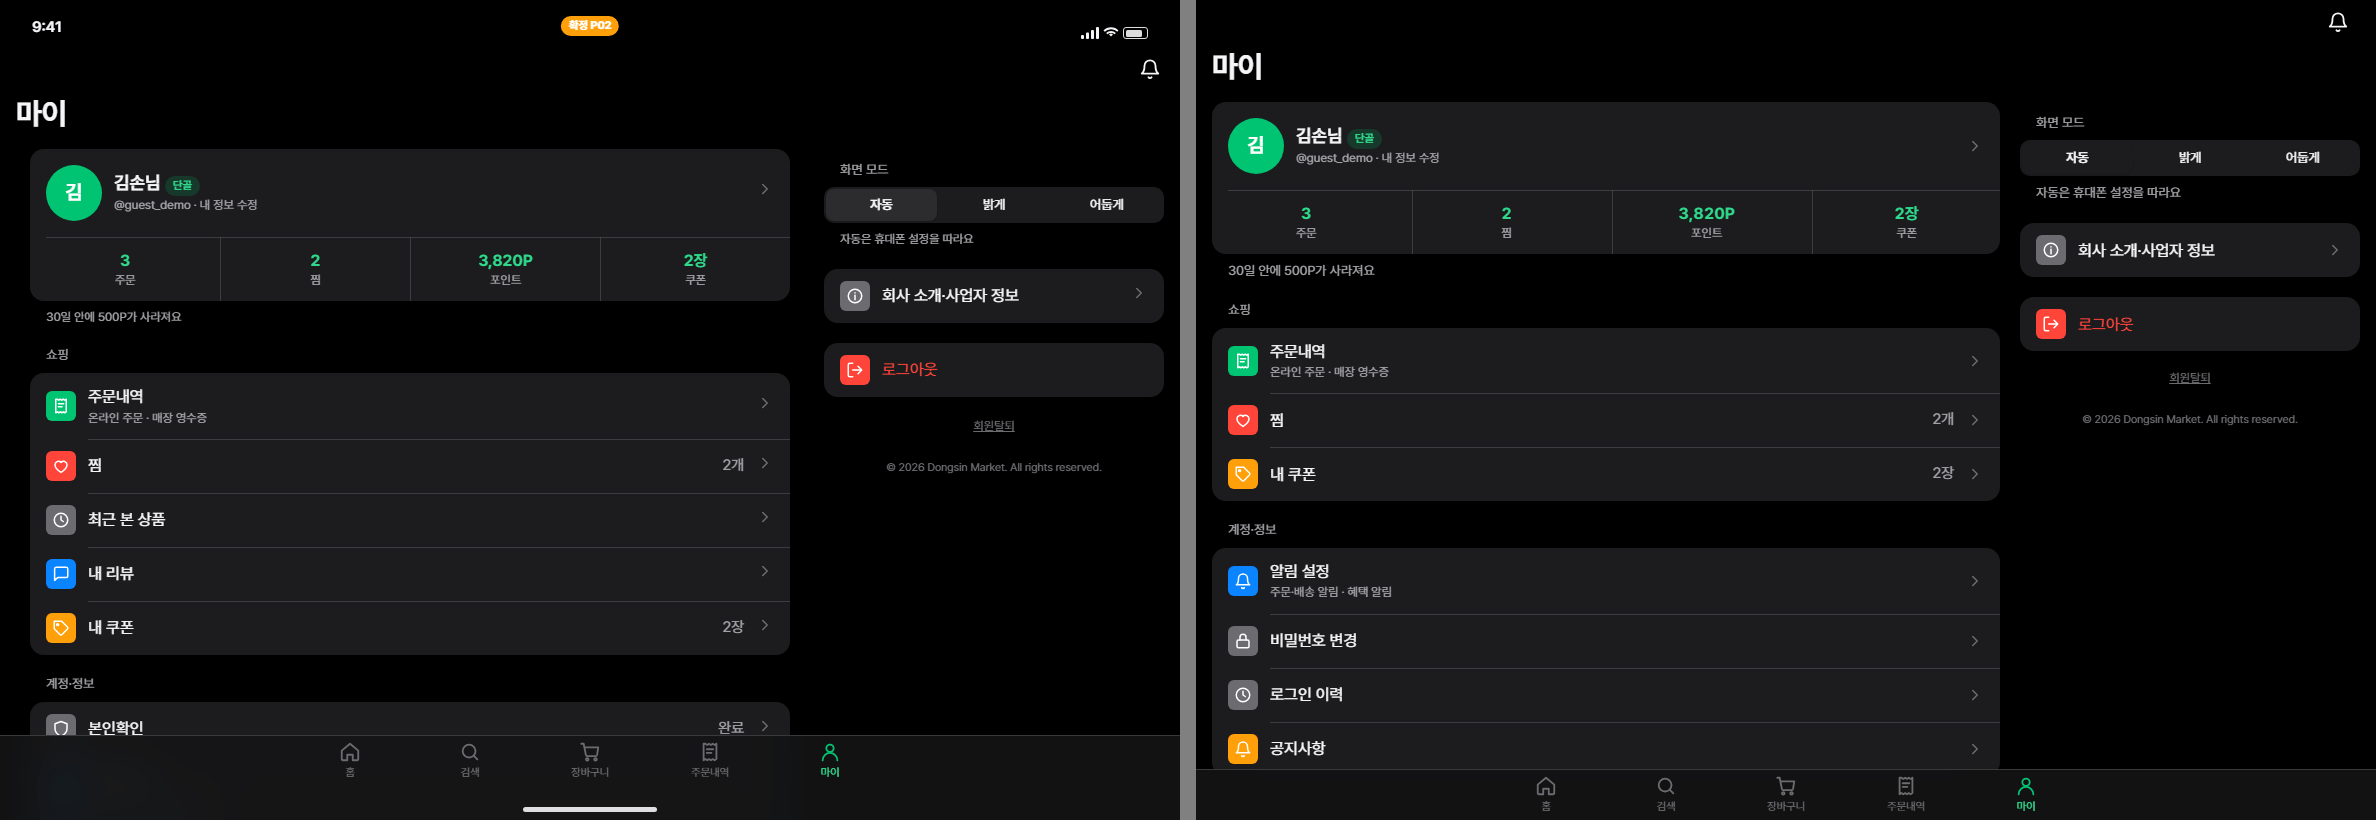 9:41
확정 P02
마이
김
김손님 단골
@guest_demo · 내 정보 수정
3
주문
2
찜
3,820P
포인트
2장
쿠폰
30일 안에 500P가 사라져요
쇼핑
주문내역
온라인 주문 · 매장 영수증
찜
2개
최근 본 상품
내 리뷰
내 쿠폰
2장
계정·정보
본인확인
완료
화면 모드
자동
밝게
어둡게
자동은 휴대폰 설정을 따라요
회사 소개·사업자 정보
로그아웃
회원탈퇴
© 2026 Dongsin Market. All rights reserved.
홈
검색
장바구니
주문내역
마이
마이
김
김손님 단골
@guest_demo · 내 정보 수정
3
주문
2
찜
3,820P
포인트
2장
쿠폰
30일 안에 500P가 사라져요
쇼핑
주문내역
온라인 주문 · 매장 영수증
찜
2개
내 쿠폰
2장
계정·정보
알림 설정
주문·배송 알림 · 혜택 알림
비밀번호 변경
로그인 이력
공지사항
화면 모드
자동
밝게
어둡게
자동은 휴대폰 설정을 따라요
회사 소개·사업자 정보
로그아웃
회원탈퇴
© 2026 Dongsin Market. All rights reserved.
홈
검색
장바구니
주문내역
마이